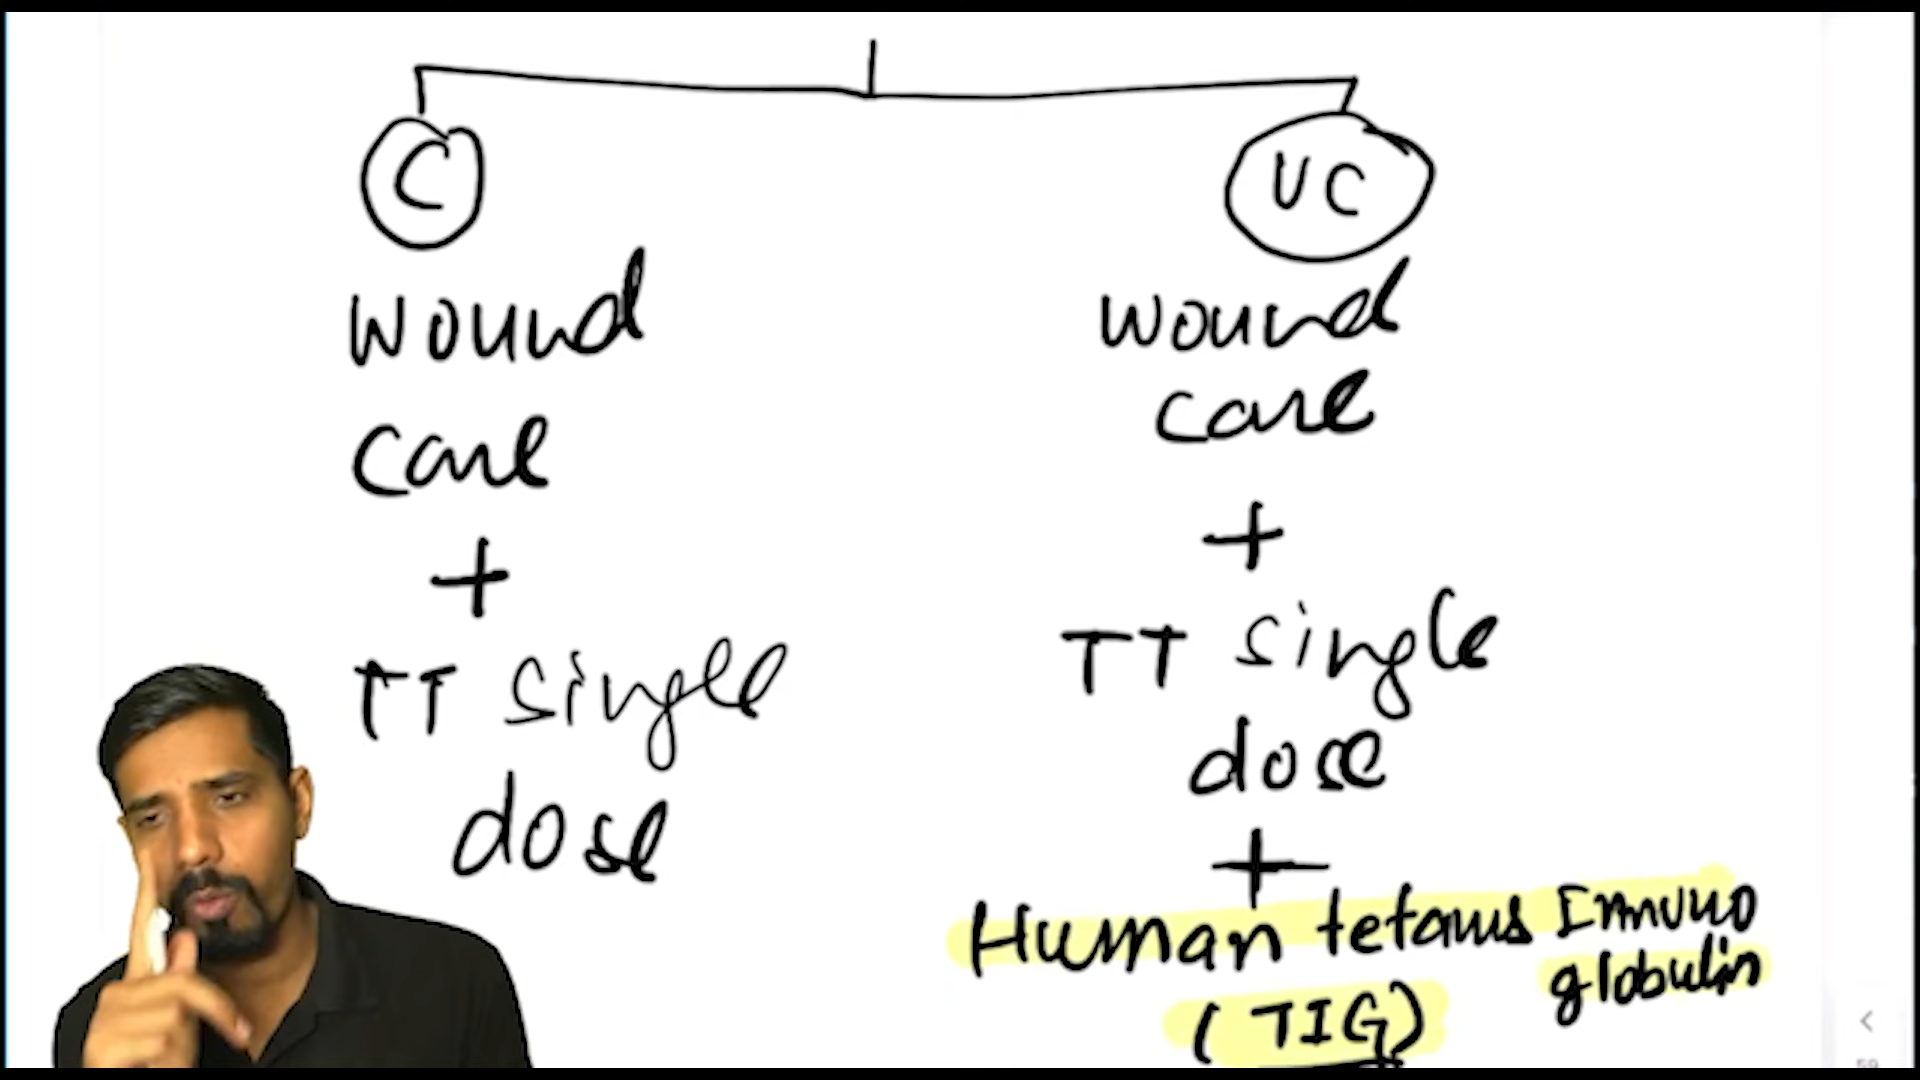 C
wound
care
+
TT single
dose
UC
wound
care
+
TT single
dose
+
Human tetanus Immuno
globulin
(TIG)